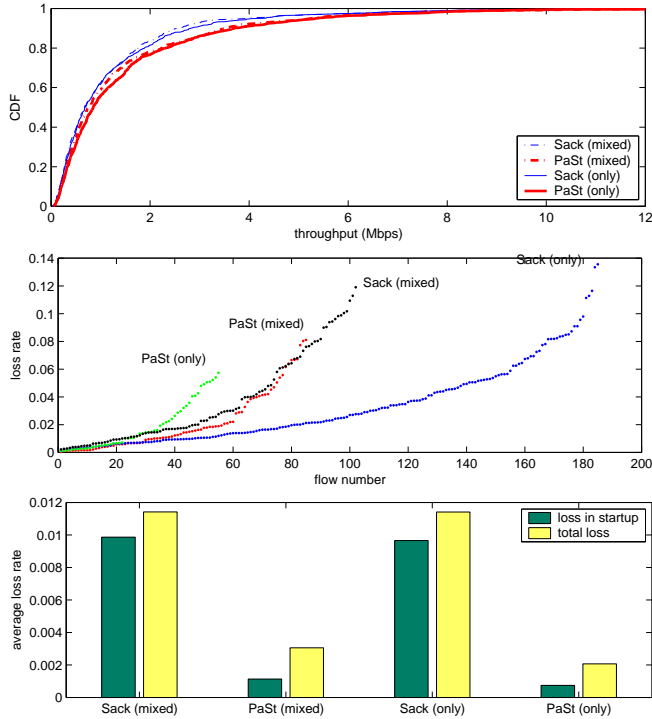 1
0.8
0.6
0.4
0.2
0
CDF
Sack (mixed)
PaSt (mixed)
Sack (only)
PaSt (only)
0 2 4 6 8 10 12
throughput (Mbps)
0.14
0.12
0.1
0.08
0.06
0.04
0.02
0
loss rate
Sack (only)
Sack (mixed)
PaSt (mixed)
PaSt (only)
0 20 40 60 80 100 120 140 160 180 200
flow number
0.012
0.01
0.008
0.006
0.004
0.002
0
average loss rate
loss in startup
total loss
Sack (mixed) PaSt (mixed) Sack (only) PaSt (only)